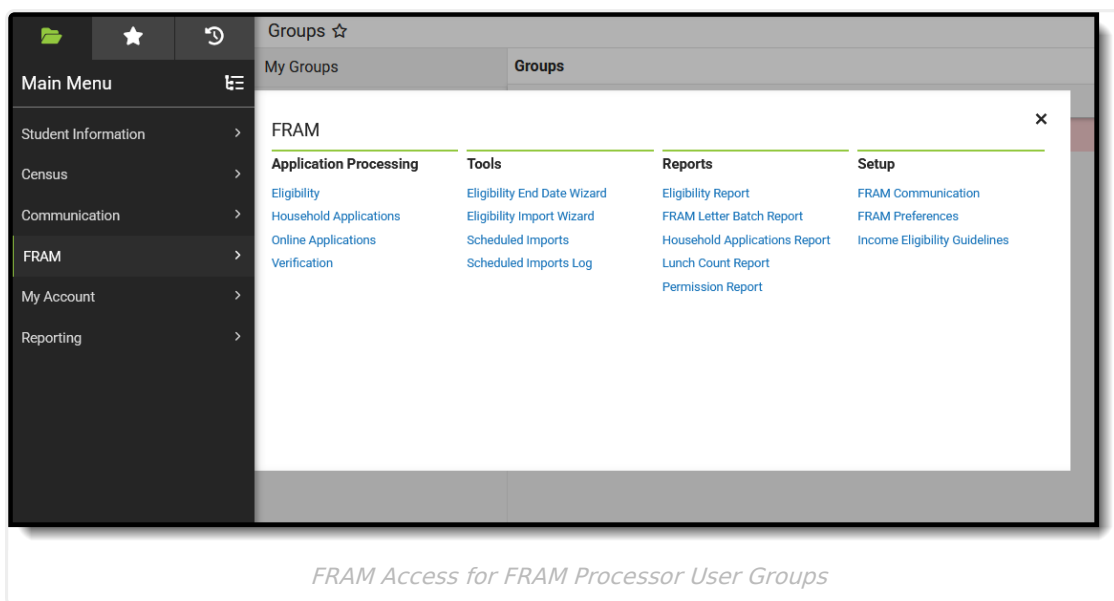 Groups
Main Menu
My Groups
Groups
Student Information
Census
Communication
FRAM
My Account
Reporting
FRAM
Application Processing
Eligibility
Household Applications
Online Applications
Verification
Tools
Eligibility End Date Wizard
Eligibility Import Wizard
Scheduled Imports
Scheduled Imports Log
Reports
Eligibility Report
FRAM Letter Batch Report
Household Applications Report
Lunch Count Report
Permission Report
Setup
FRAM Communication
FRAM Preferences
Income Eligibility Guidelines
FRAM Access for FRAM Processor User Groups